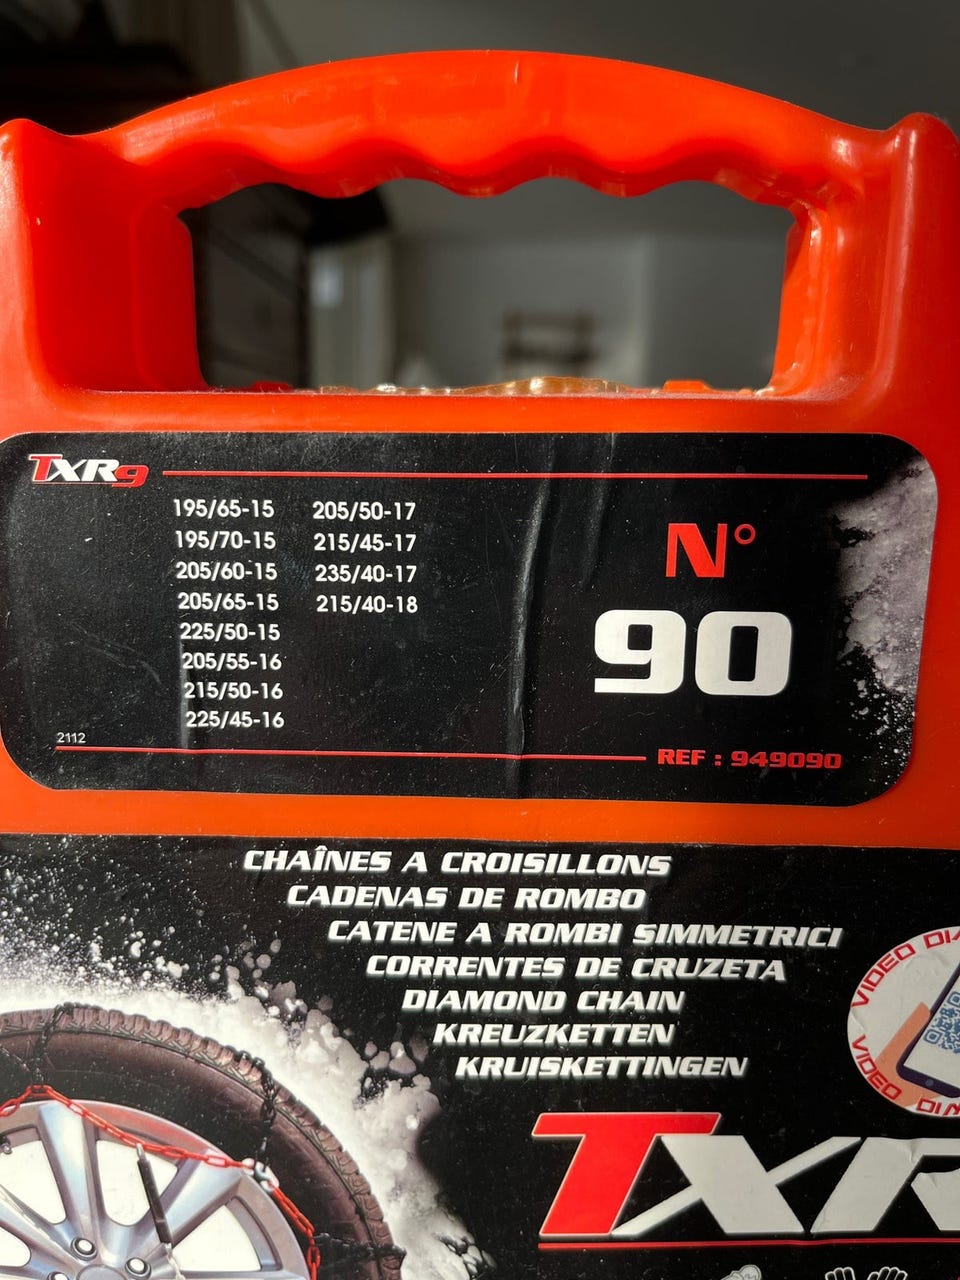 TXR9
195/65-15
195/70-15
205/60-15
205/65-15
225/50-15
205/55-16
215/50-16
225/45-16
205/50-17
215/45-17
235/40-17
215/40-18
N°
90
2112
REF : 949090
CHAÎNES A CROISILLONS
CADENAS DE ROMBO
CATENE A ROMBI SIMMETRICI
CORRENTES DE CRUZETA
DIAMOND CHAIN
KREUZKETTEN
KRUISKETTINGEN
VIDEO
VIDEO
TXR